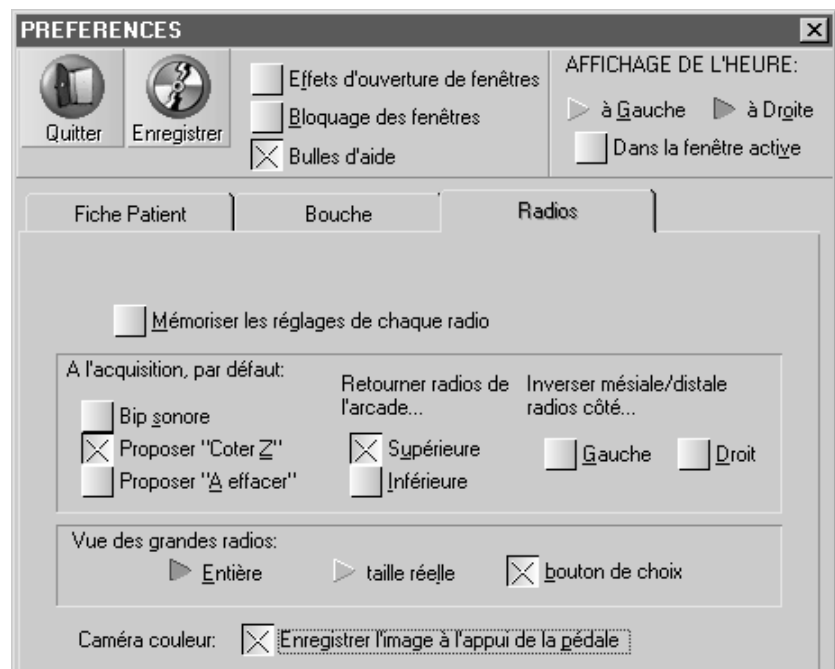 PREFERENCES
Quitter
Enregistrer
Effets d'ouverture de fenêtres
Bloquage des fenêtres
Bulles d'aide
AFFICHAGE DE L'HEURE:
à Gauche
à Droite
Dans la fenêtre active
Fiche Patient
Bouche
Radios
Mémoriser les réglages de chaque radio
A l'acquisition, par défaut:
Bip sonore
Proposer "Coter Z"
Proposer "A effacer"
Retourner radios de
l'arcade...
Supérieure
Inférieure
Inverser mésiale/distale
radios côté...
Gauche
Droit
Vue des grandes radios:
Entière
taille réelle
bouton de choix
Caméra couleur:
Enregistrer l'image à l'appui de la pédale